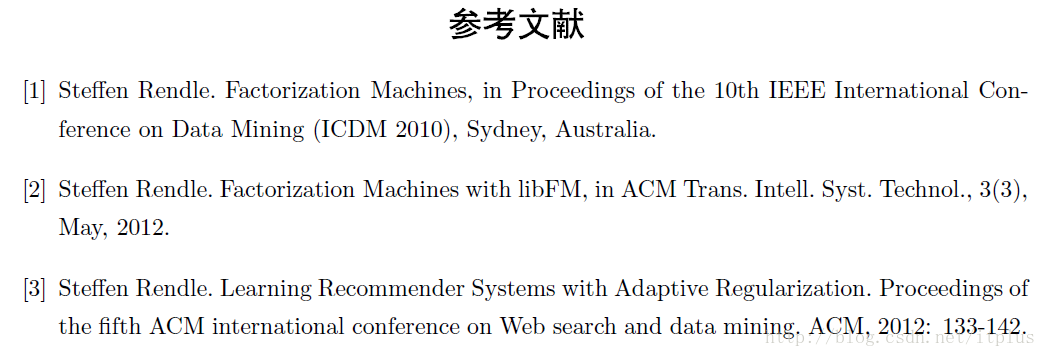 参考文献
[1] Steffen Rendle. Factorization Machines, in Proceedings of the 10th IEEE International Con-
ference on Data Mining (ICDM 2010), Sydney, Australia.
[2] Steffen Rendle. Factorization Machines with libFM, in ACM Trans. Intell. Syst. Technol., 3(3),
May, 2012.
[3] Steffen Rendle. Learning Recommender Systems with Adaptive Regularization. Proceedings of
the fifth ACM international conference on Web search and data mining. ACM, 2012: 133-142.
http://blog.csdn.net/itplus